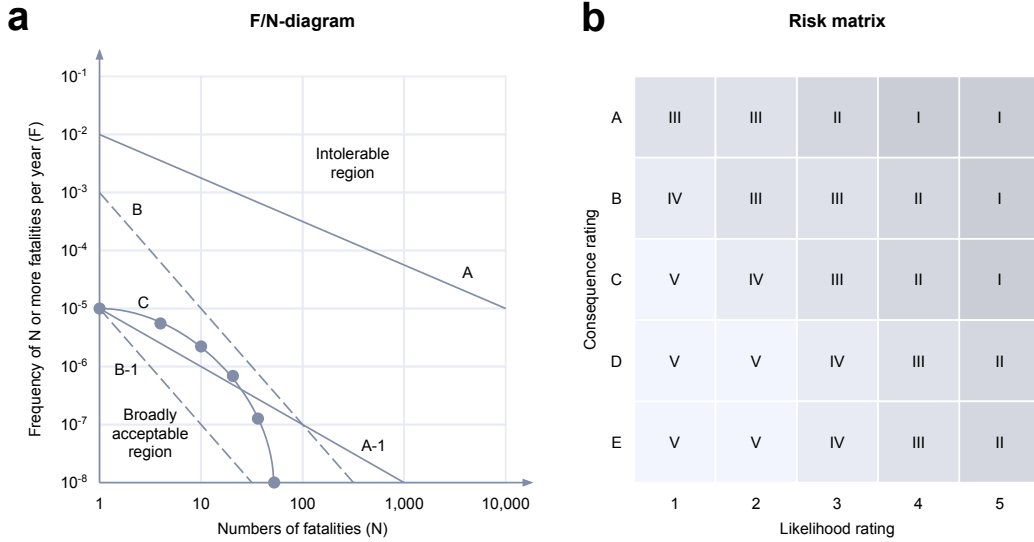 a
F/N-diagram
Frequency of N or more fatalities per year (F)
10⁻¹
10⁻²
10⁻³
10⁻⁴
10⁻⁵
10⁻⁶
10⁻⁷
10⁻⁸
Intolerable
region
A
B
C
B-1
Broadly
acceptable
region
A-1
1 10 100 1,000 10,000
Numbers of fatalities (N)
b
Risk matrix
Consequence rating
A III III II I I
B IV III III II I
C V IV III II I
D V V IV III II
E V V IV III II
1 2 3 4 5
Likelihood rating